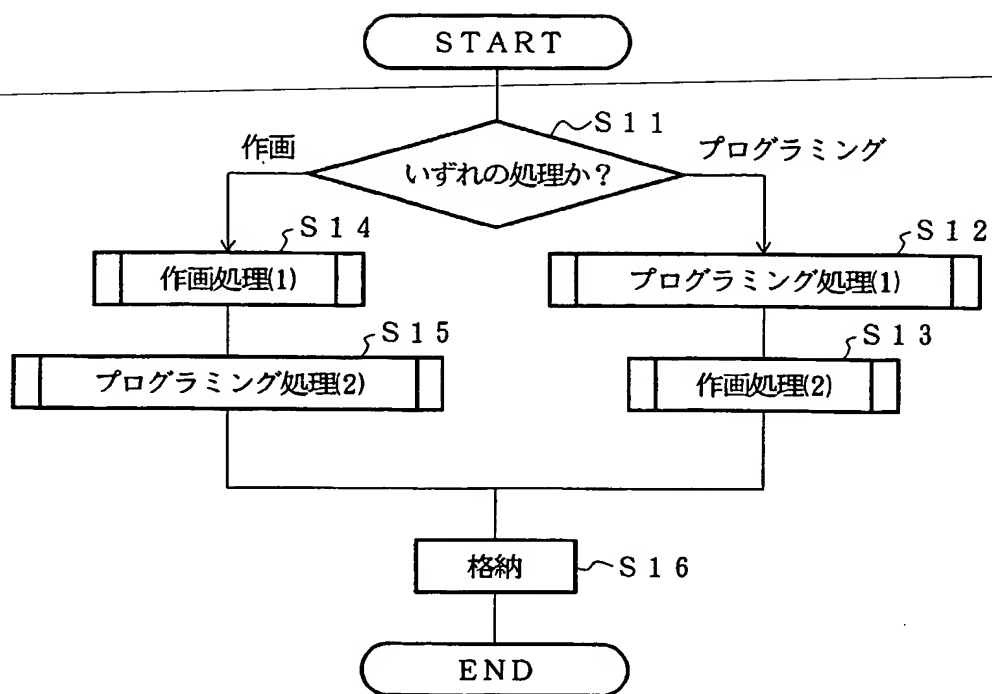 START
S11
作画
プログラミング
いずれの処理か?
S14
S12
作画処理(1)
プログラミング処理(1)
S15
S13
プログラミング処理(2)
作画処理(2)
格納
S16
END